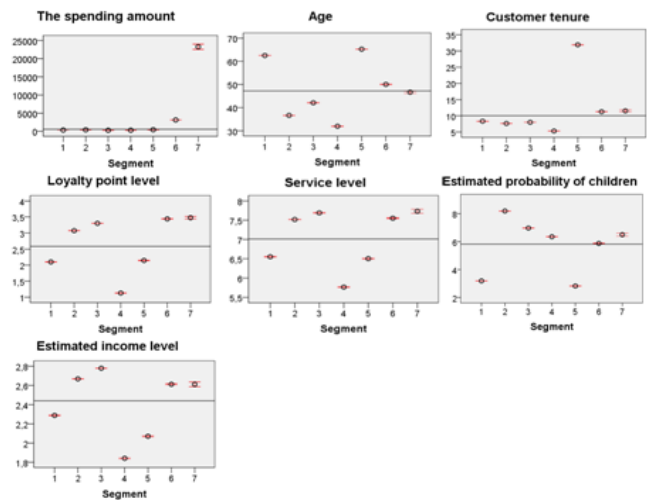 The spending amount
25000
20000
15000
10000
5000
0
1 2 3 4 5 6 7
Segment
Age
70
60
50
40
30
1 2 3 4 5 6 7
Segment
Customer tenure
35
30
25
20
15
10
5
1 2 3 4 5 6 7
Segment
Loyalty point level
4
3,5
3
2,5
2
1,5
1
1 2 3 4 5 6 7
Segment
Service level
8
7,5
7
6,5
6
5,5
1 2 3 4 5 6 7
Segment
Estimated probability of children
8
6
4
2
1 2 3 4 5 6 7
Segment
Estimated income level
2,8
2,6
2,4
2,2
2
1,8
1 2 3 4 5 6 7
Segment